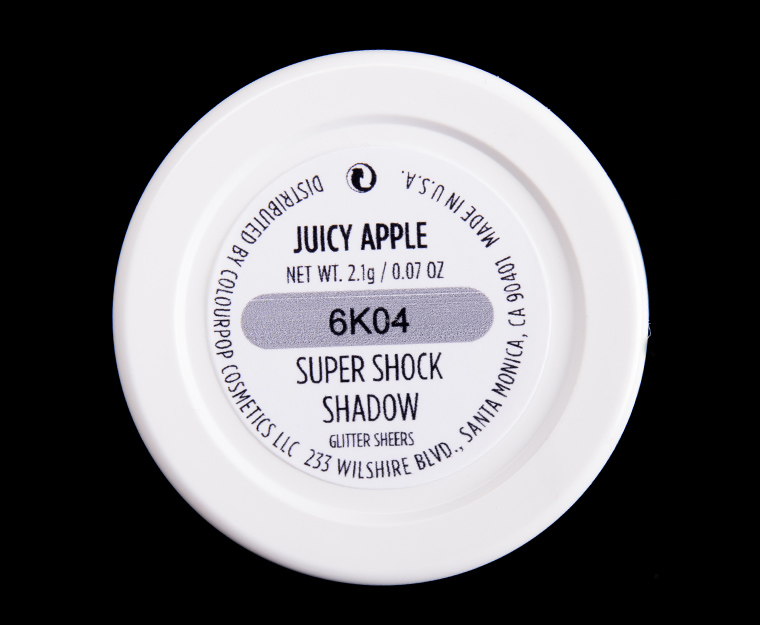 JUICY APPLE
NET WT. 2.1g / 0.07 OZ
6K04
SUPER SHOCK
SHADOW
GLITTER SHEERS
DISTRIBUTED BY COLOURPOP COSMETICS LLC 233 WILSHIRE BLVD., SANTA MONICA, CA 90401 MADE IN U.S.A.